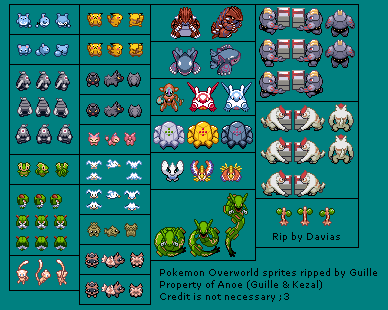 Rip by Davias
Pokemon Overworld sprites ripped by Guille
Property of Anoe (Guille & Kezal)
Credit is not necessary ;3